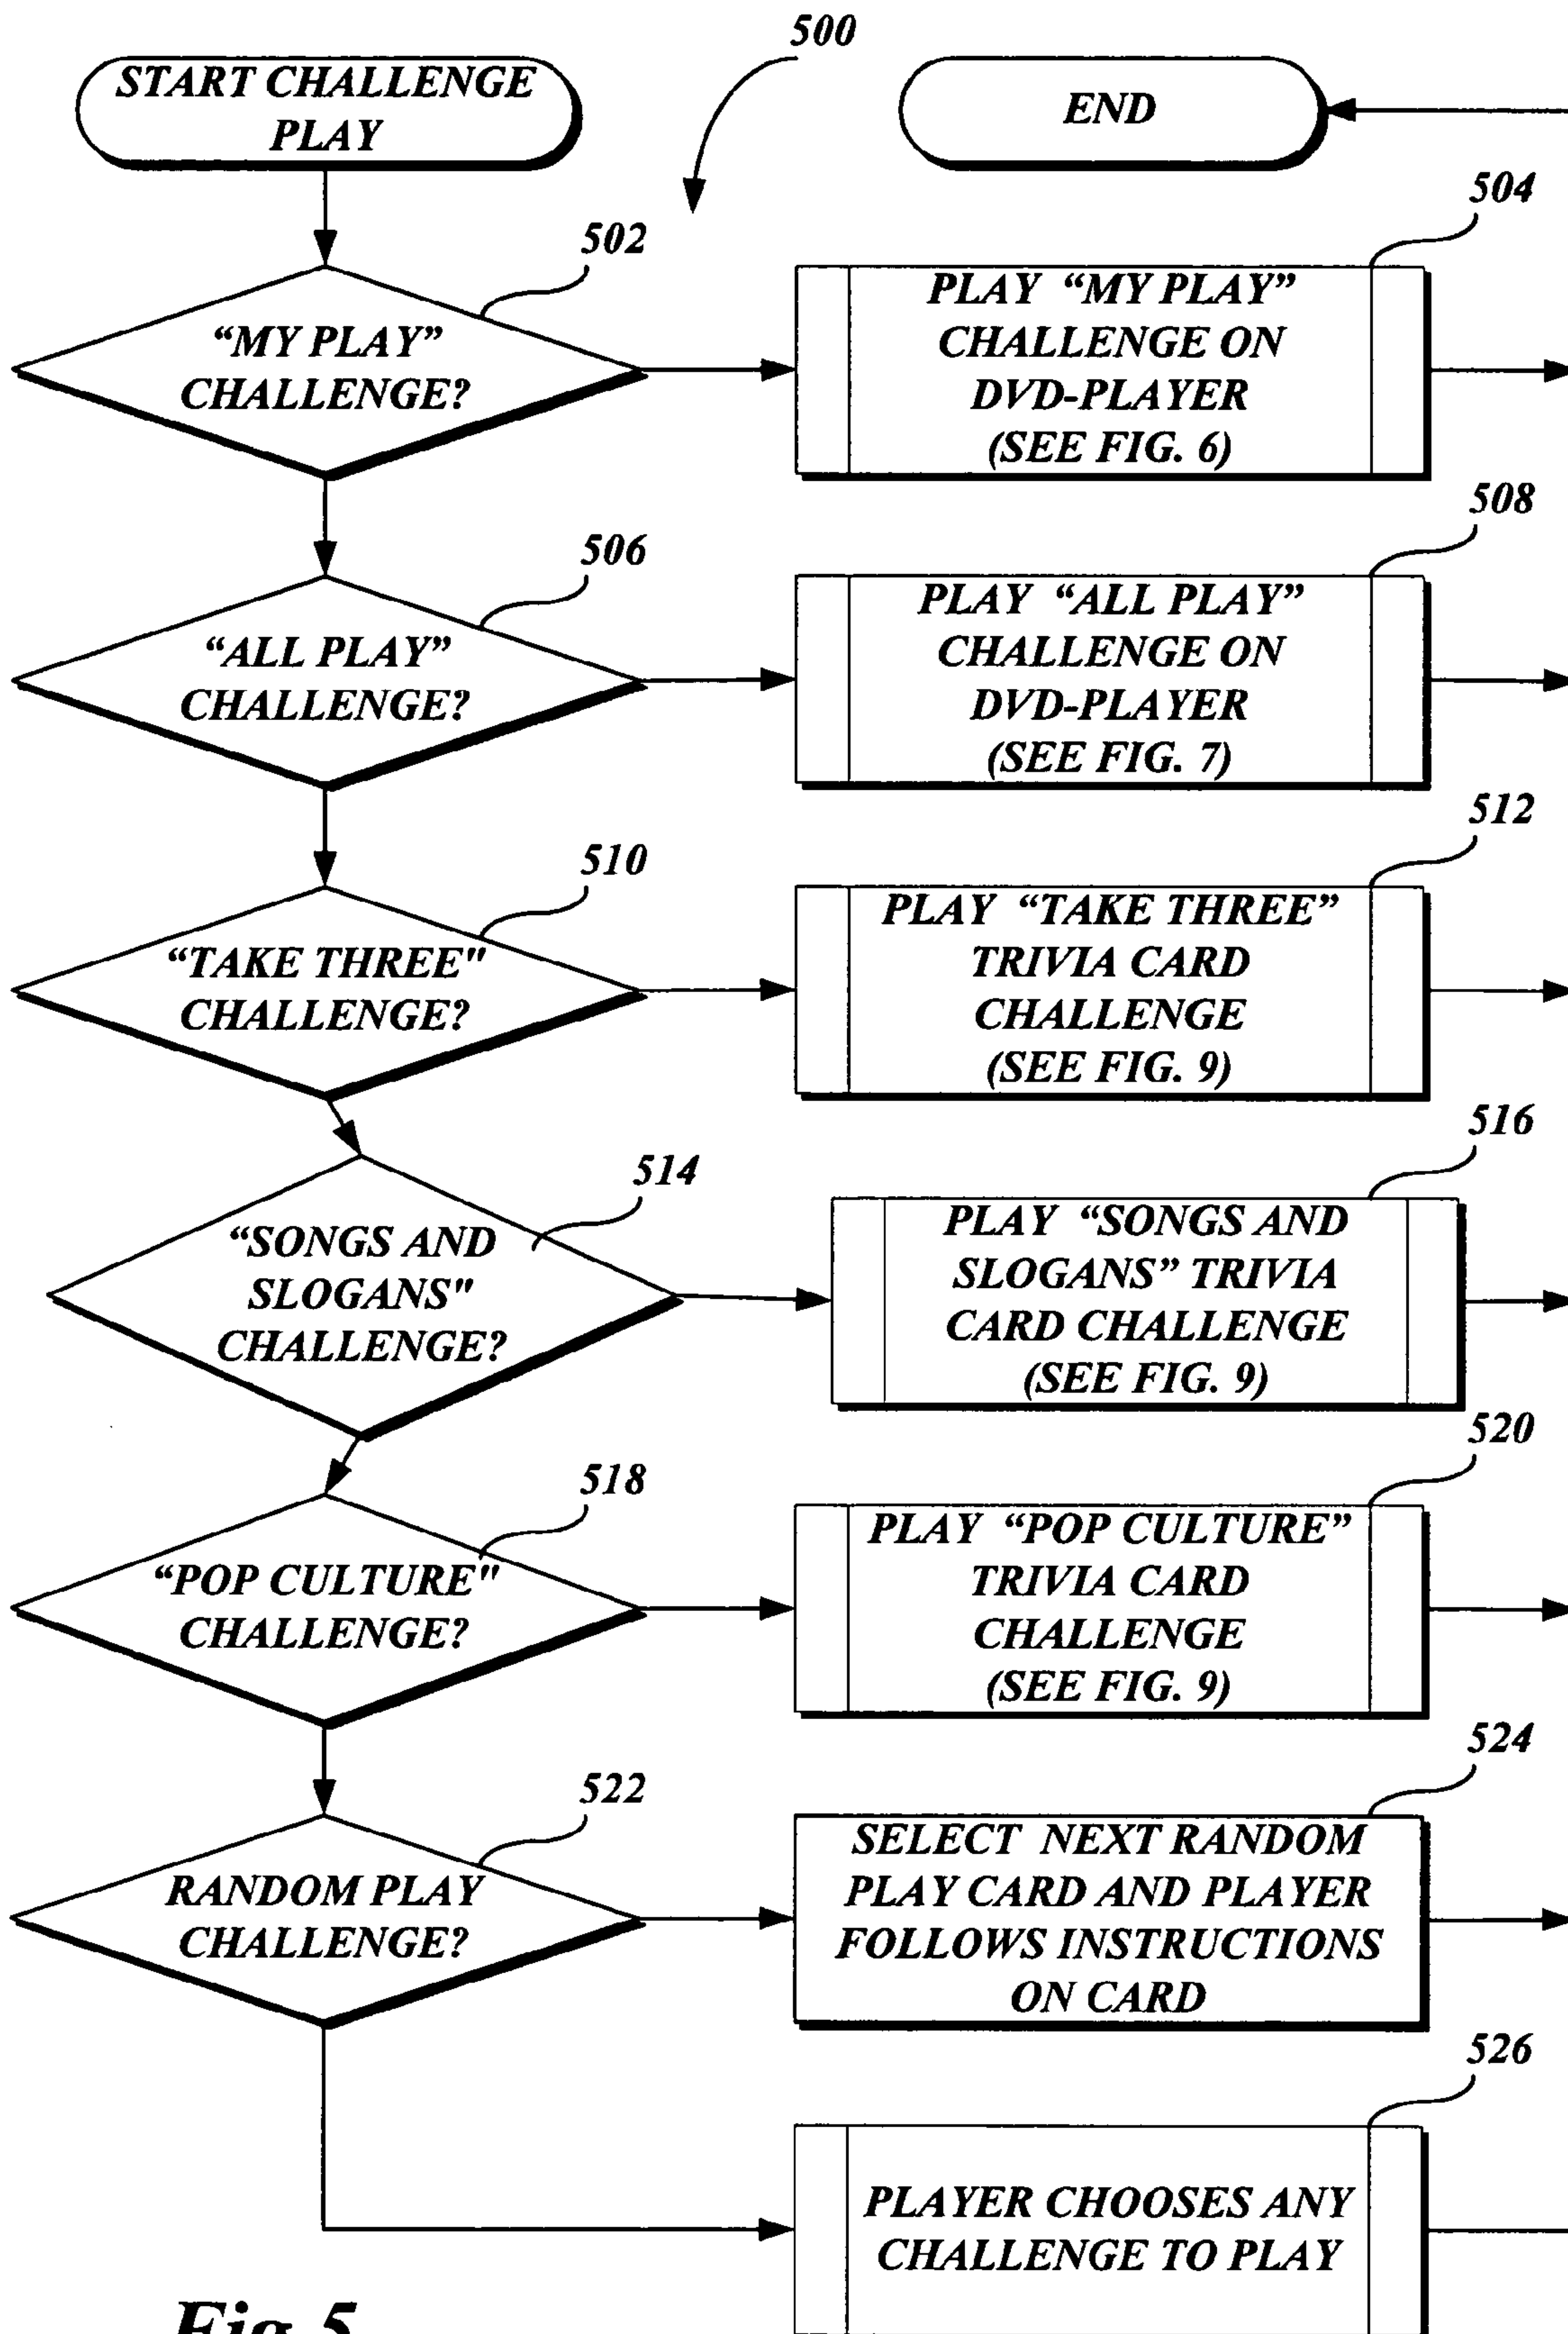 500
START CHALLENGE
PLAY
END
502
504
“MY PLAY”
CHALLENGE?
PLAY “MY PLAY”
CHALLENGE ON
DVD-PLAYER
(SEE FIG. 6)
506
508
“ALL PLAY”
CHALLENGE?
PLAY “ALL PLAY”
CHALLENGE ON
DVD-PLAYER
(SEE FIG. 7)
510
512
“TAKE THREE"
CHALLENGE?
PLAY “TAKE THREE”
TRIVIA CARD
CHALLENGE
(SEE FIG. 9)
514
516
“SONGS AND
SLOGANS"
CHALLENGE?
PLAY “SONGS AND
SLOGANS” TRIVIA
CARD CHALLENGE
(SEE FIG. 9)
518
520
“POP CULTURE"
CHALLENGE?
PLAY “POP CULTURE”
TRIVIA CARD
CHALLENGE
(SEE FIG. 9)
522
524
RANDOM PLAY
CHALLENGE?
SELECT NEXT RANDOM
PLAY CARD AND PLAYER
FOLLOWS INSTRUCTIONS
ON CARD
526
PLAYER CHOOSES ANY
CHALLENGE TO PLAY
Fig.5